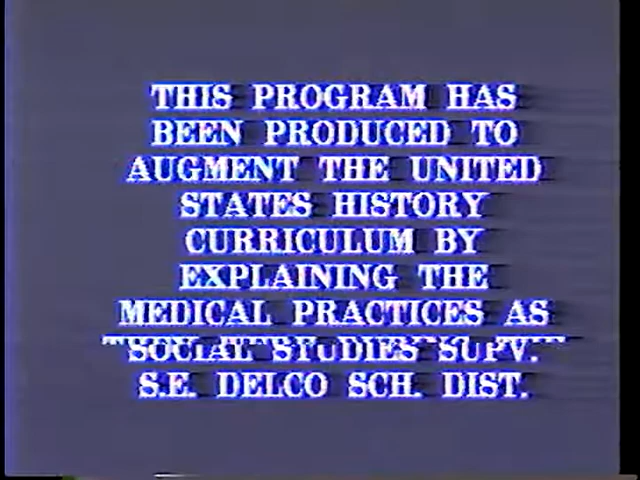 THIS PROGRAM HAS
BEEN PRODUCED TO
AUGMENT THE UNITED
STATES HISTORY
CURRICULUM BY
EXPLAINING THE
MEDICAL PRACTICES AS
SOCIAL STUDIES SUPV.
S.E. DELCO SCH. DIST.